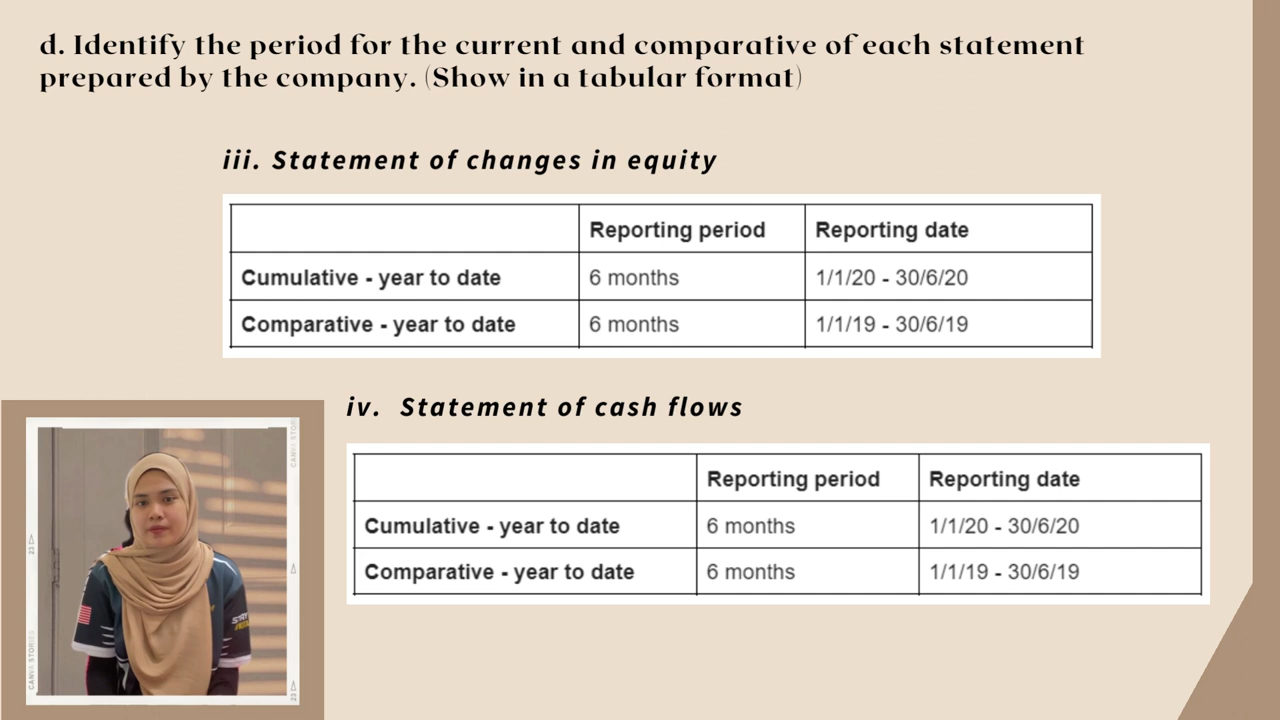 d. Identify the period for the current and comparative of each statement
prepared by the company. (Show in a tabular format)
iii. Statement of changes in equity
Reporting period Reporting date
Cumulative - year to date 6 months 1/1/20 - 30/6/20
Comparative - year to date 6 months 1/1/19 - 30/6/19
iv. Statement of cash flows
Reporting period Reporting date
Cumulative - year to date 6 months 1/1/20 - 30/6/20
Comparative - year to date 6 months 1/1/19 - 30/6/19
CANVA STORIES
23
23